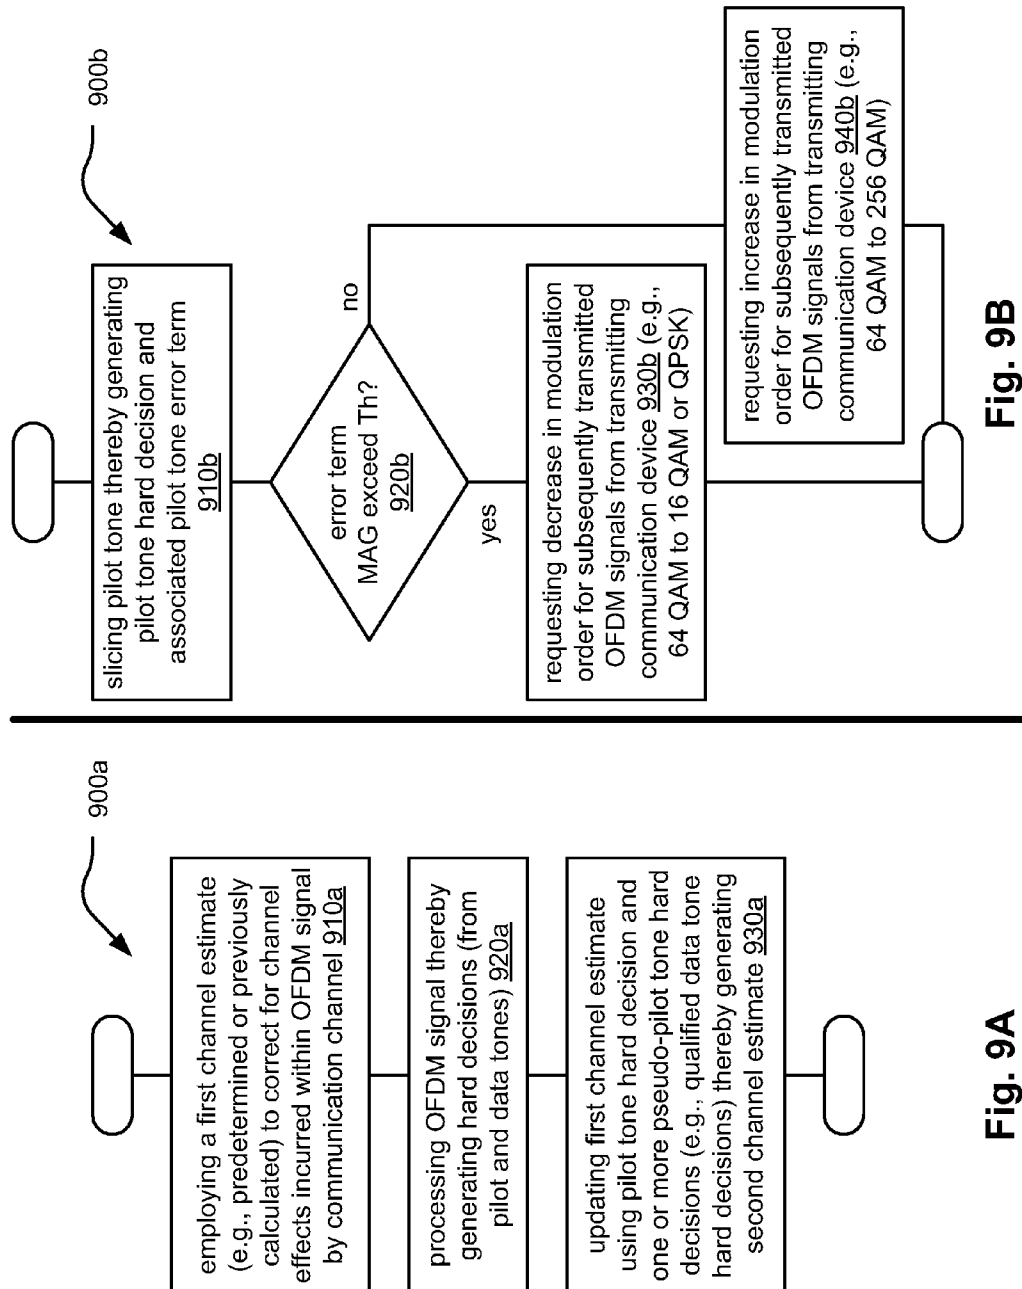 900a
employing a first channel estimate
(e.g., predetermined or previously
calculated) to correct for channel
effects incurred within OFDM signal
by communication channel 910a
processing OFDM signal thereby
generating hard decisions (from
pilot and data tones) 920a
updating first channel estimate
using pilot tone hard decision and
one or more pseudo-pilot tone hard
decisions (e.g., qualified data tone
hard decisions) thereby generating
second channel estimate 930a
Fig. 9A
900b
slicing pilot tone thereby generating
pilot tone hard decision and
associated pilot tone error term
910b
error term
MAG exceed Th?
920b
no
yes
requesting decrease in modulation
order for subsequently transmitted
OFDM signals from transmitting
communication device 930b (e.g.,
64 QAM to 16 QAM or QPSK)
requesting increase in modulation
order for subsequently transmitted
OFDM signals from transmitting
communication device 940b (e.g.,
64 QAM to 256 QAM)
Fig. 9B